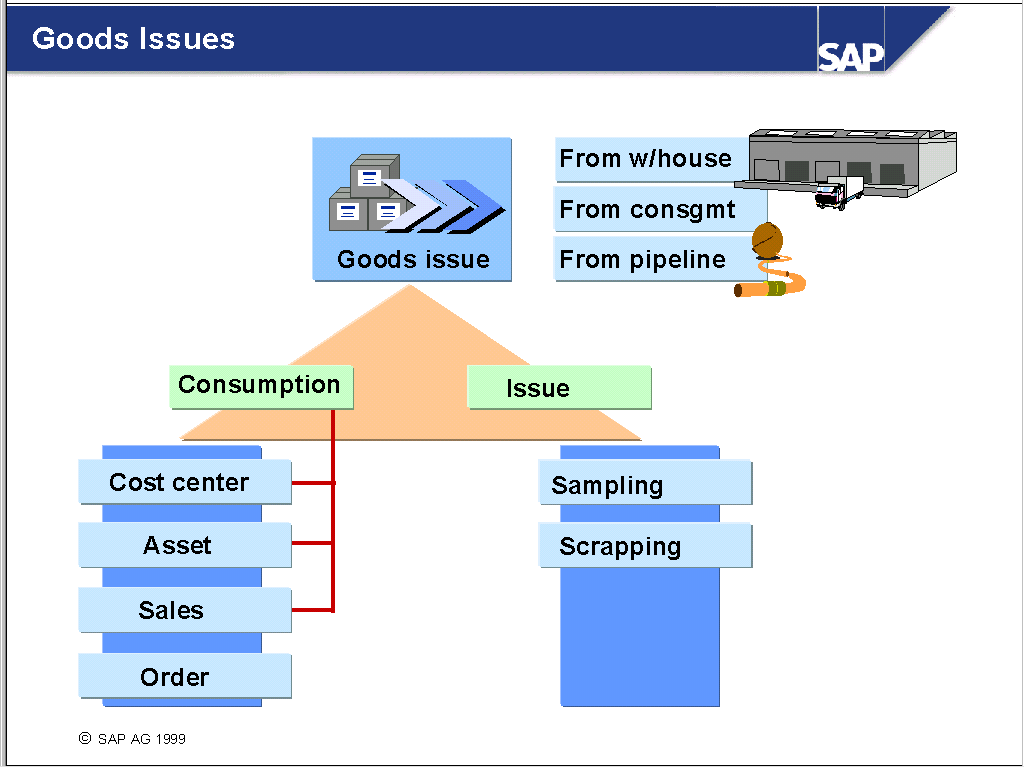 Goods Issues
SAP
Goods issue
From w/house
From consgmt
From pipeline
Consumption
Issue
Cost center
Asset
Sales
Order
Sampling
Scrapping
© SAP AG 1999